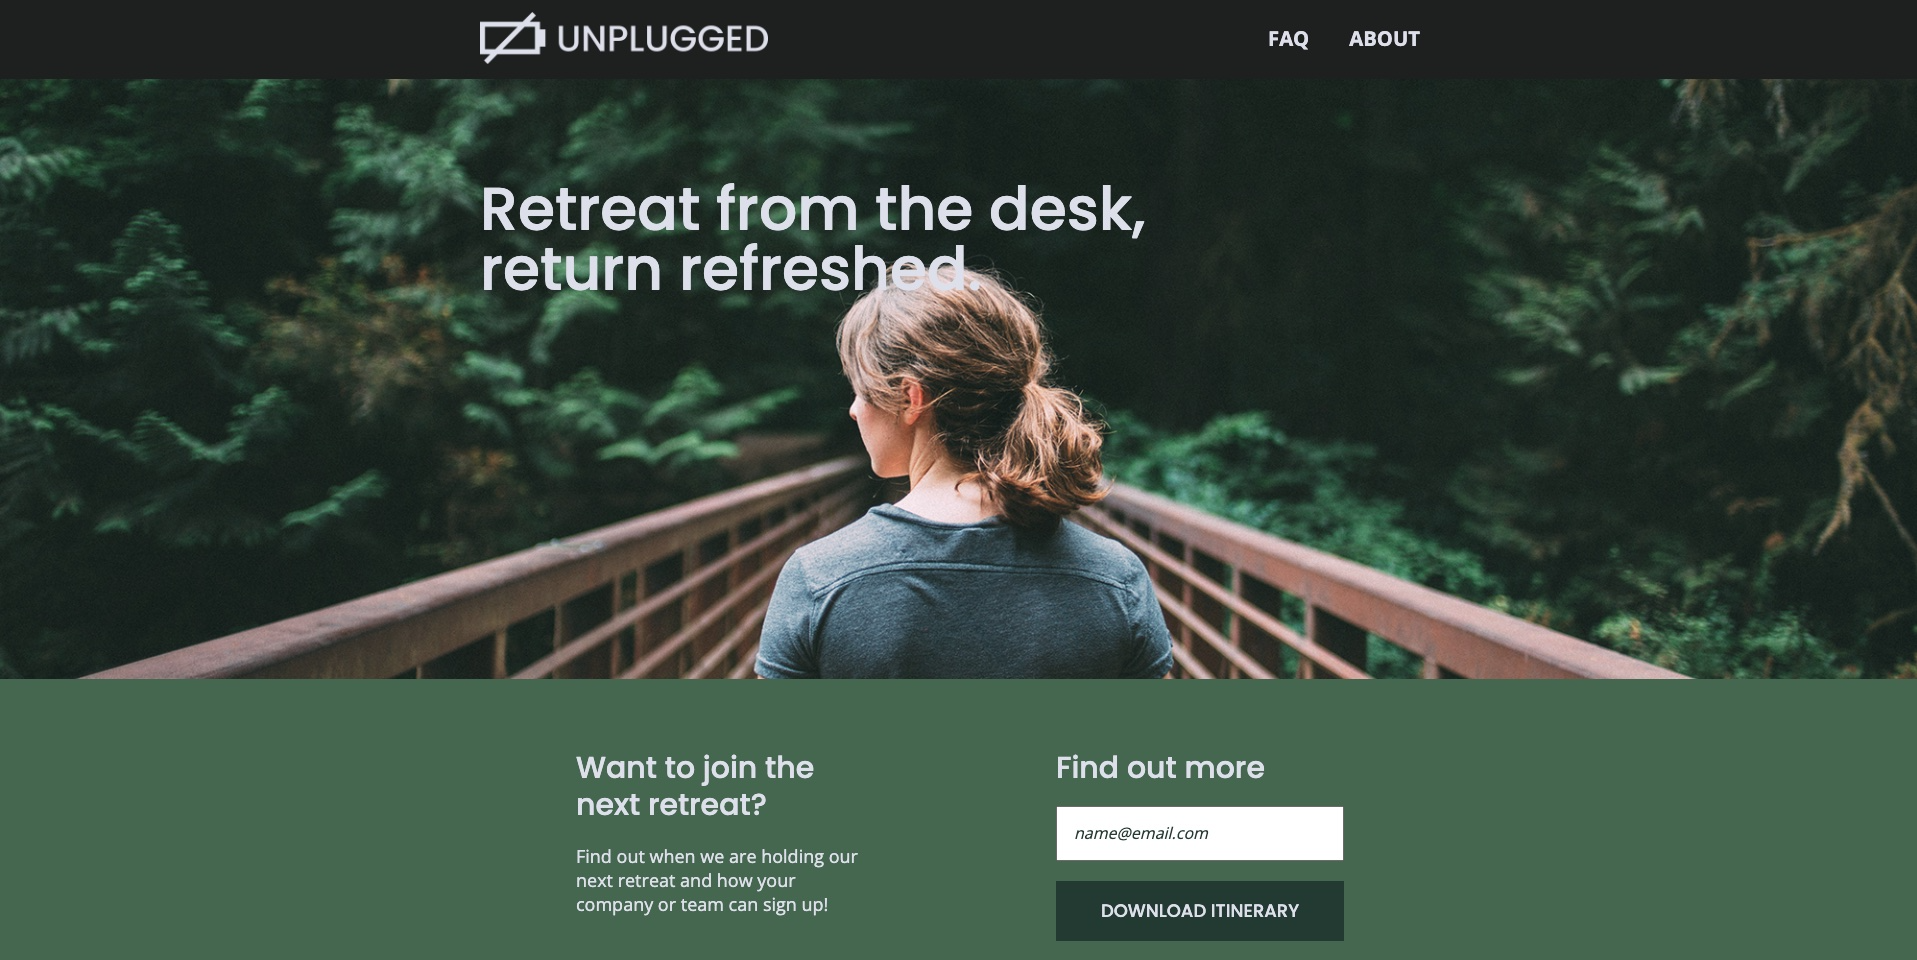 UNPLUGGED
FAQ
ABOUT
Retreat from the desk,
return refreshed.
Want to join the
next retreat?
Find out when we are holding our
next retreat and how your
company or team can sign up!
Find out more
name@email.com
DOWNLOAD ITINERARY